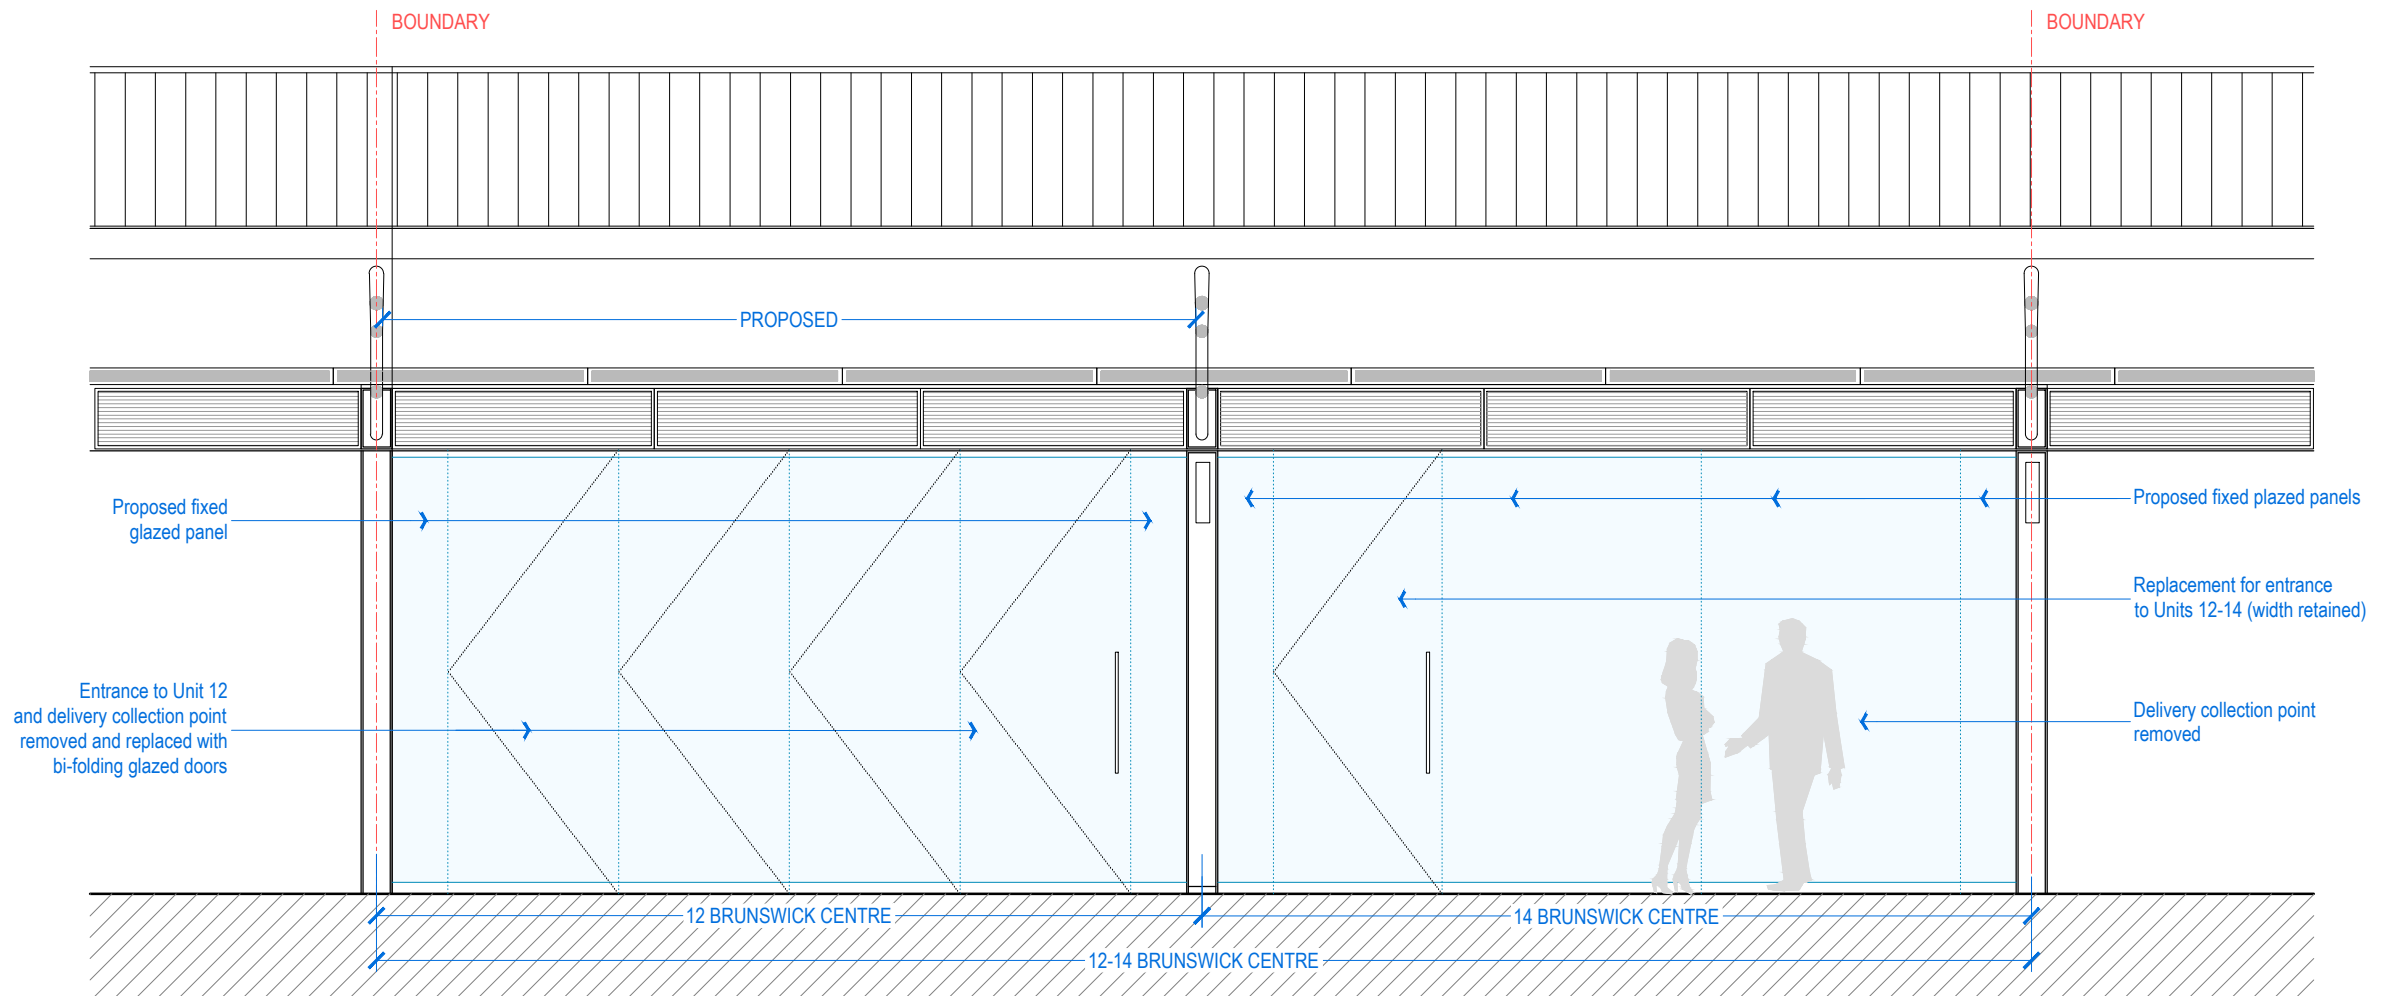 BOUNDARY
BOUNDARY
PROPOSED
Proposed fixed
glazed panel
Proposed fixed plazed panels
Replacement for entrance
to Units 12-14 (width retained)
Entrance to Unit 12
and delivery collection point
removed and replaced with
bi-folding glazed doors
Delivery collection point
removed
12 BRUNSWICK CENTRE
14 BRUNSWICK CENTRE
12-14 BRUNSWICK CENTRE